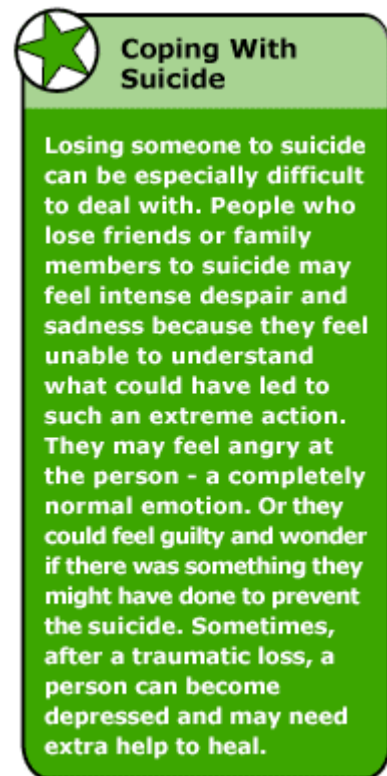 Coping With
Suicide
Losing someone to suicide
can be especially difficult
to deal with. People who
lose friends or family
members to suicide may
feel intense despair and
sadness because they feel
unable to understand
what could have led to
such an extreme action.
They may feel angry at
the person - a completely
normal emotion. Or they
could feel guilty and wonder
if there was something they
might have done to prevent
the suicide. Sometimes,
after a traumatic loss, a
person can become
depressed and may need
extra help to heal.